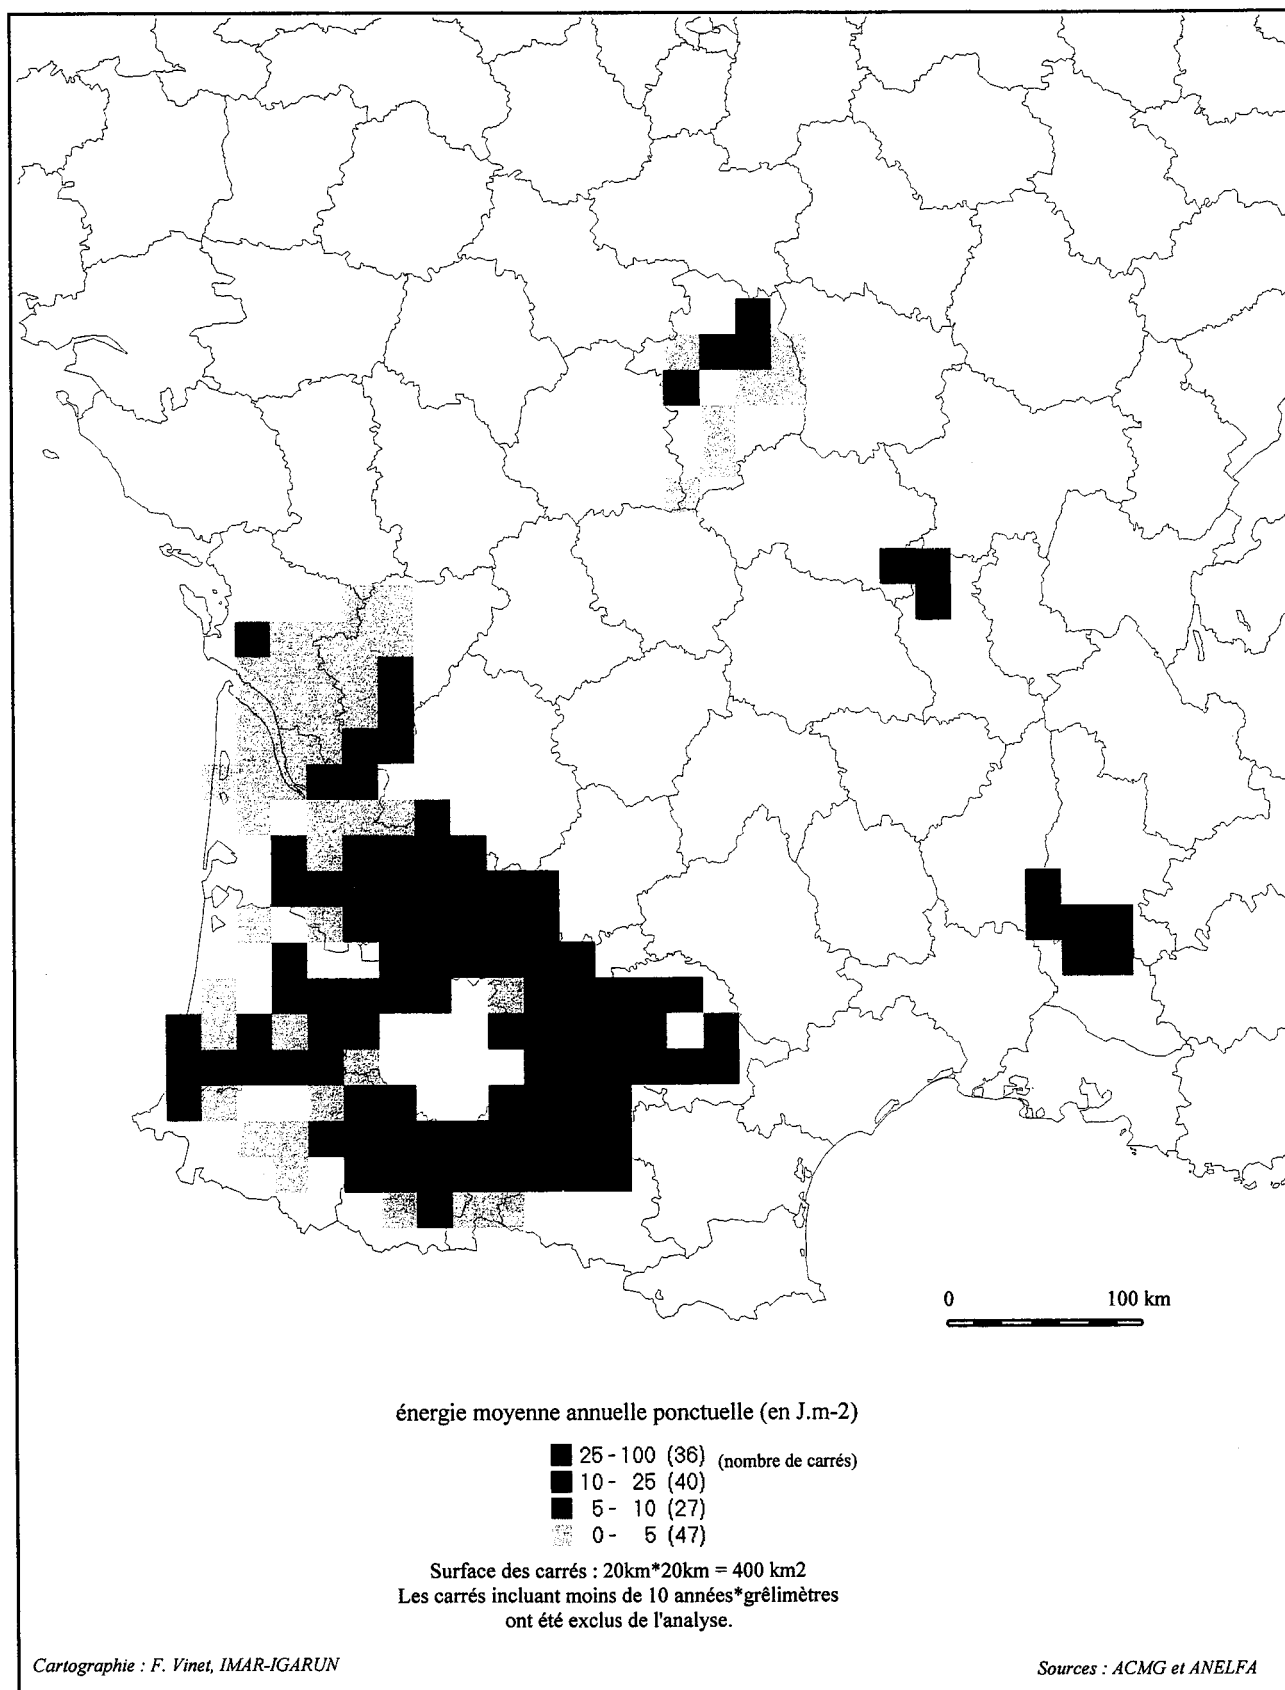 0 100 km
énergie moyenne annuelle ponctuelle (en J.m-2)
25 - 100 (36) (nombre de carrés)
10 - 25 (40)
5 - 10 (27)
0 - 5 (47)
Surface des carrés : 20km*20km = 400 km2
Les carrés incluant moins de 10 années*grêlimètres
ont été exclus de l'analyse.
Cartographie : F. Vinet, IMAR-IGARUN
Sources : ACMG et ANELFA